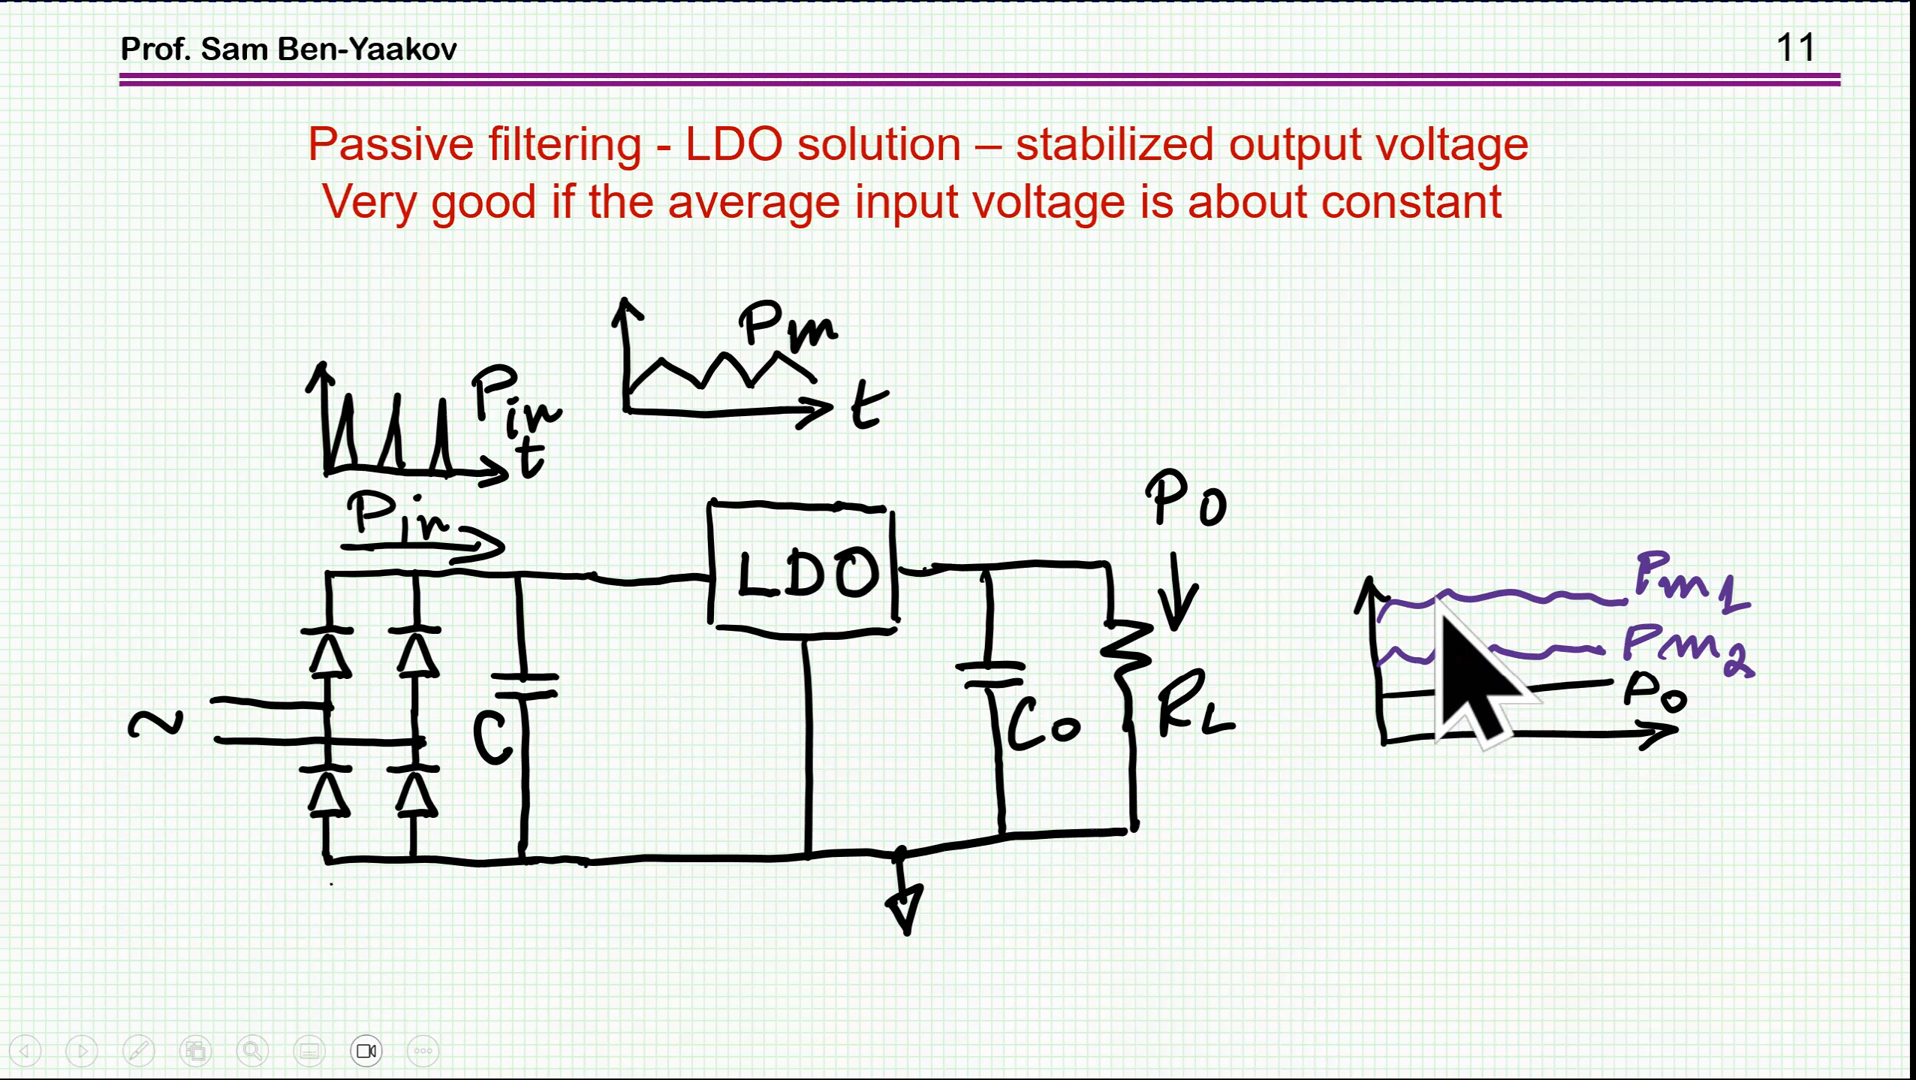 Prof. Sam Ben-Yaakov
11
Passive filtering - LDO solution – stabilized output voltage
Very good if the average input voltage is about constant
Pm
t
Pin
t
Pin
LDO
Po
Pm1
Pm2
Po
~
C
Co
RL